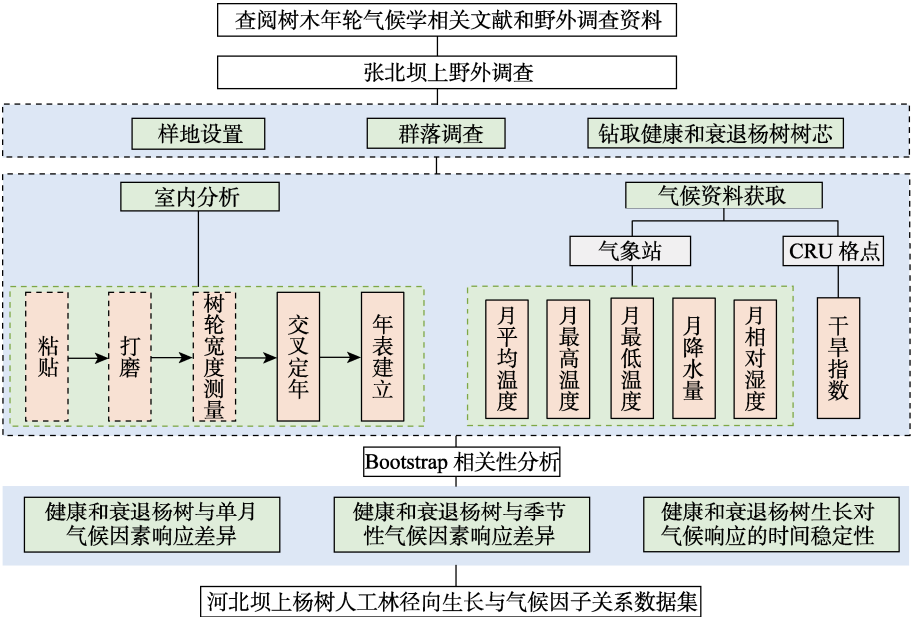 查阅树木年轮气候学相关文献和野外调查资料
张北坝上野外调查
样地设置
群落调查
钻取健康和衰退杨树树芯
室内分析
气候资料获取
气象站
CRU 格点
粘贴
打磨
树轮宽度测量
交叉定年
年表建立
月平均温度
月最高温度
月最低温度
月降水量
月相对湿度
干旱指数
Bootstrap 相关性分析
健康和衰退杨树与单月
气候因素响应差异
健康和衰退杨树与季节
性气候因素响应差异
健康和衰退杨树生长对
气候响应的时间稳定性
河北坝上杨树人工林径向生长与气候因子关系数据集